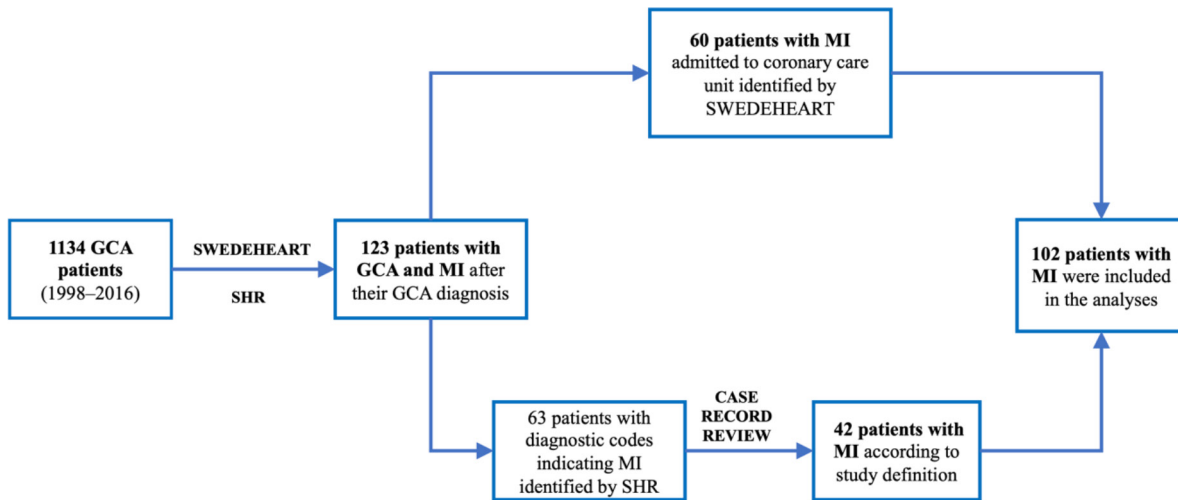 60 patients with MI
admitted to coronary care
unit identified by
SWEDEHEART
1134 GCA
patients
(1998–2016)
SWEDEHEART
SHR
123 patients with
GCA and MI after
their GCA diagnosis
102 patients with
MI were included
in the analyses
63 patients with
diagnostic codes
indicating MI
identified by SHR
CASE
RECORD
REVIEW
42 patients with
MI according to
study definition